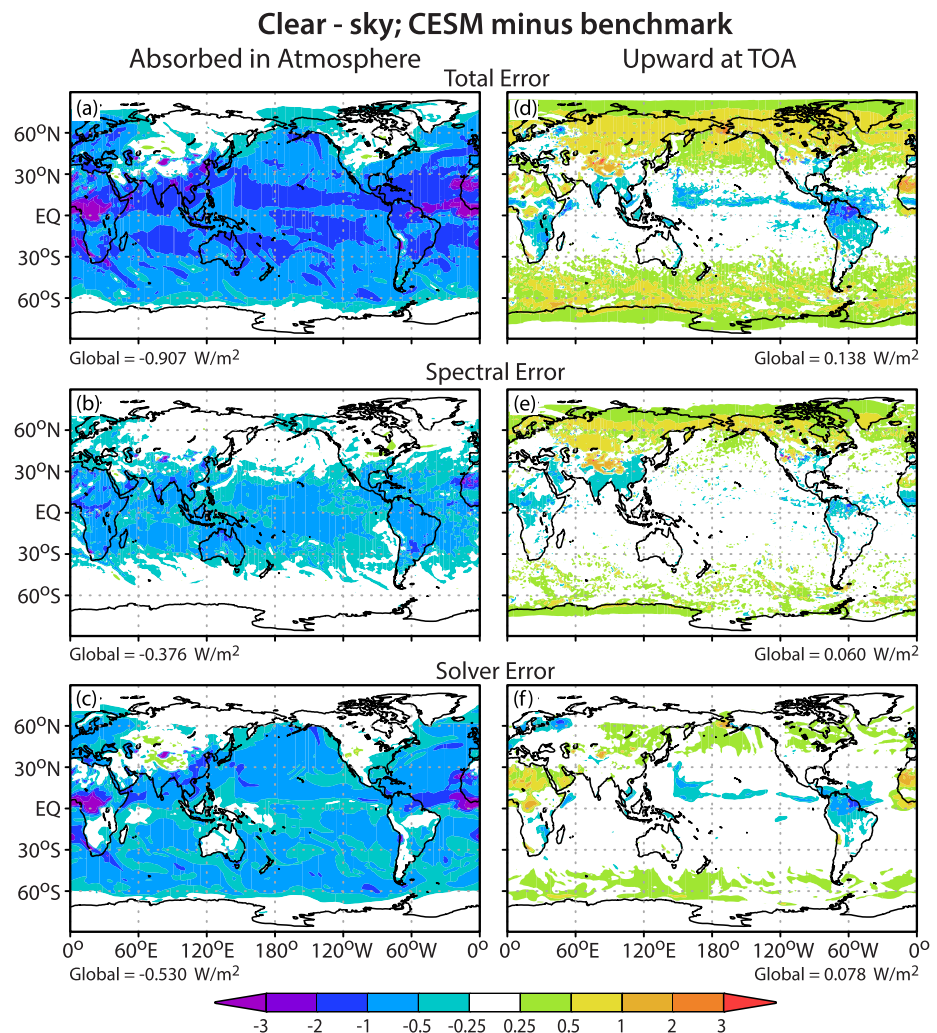 Clear - sky; CESM minus benchmark
Absorbed in Atmosphere Upward at TOA
Total Error
(a) (d)
60°N
30°N
EQ
30°S
60°S
Global = -0.907 W/m² Global = 0.138 W/m²
Spectral Error
(b) (e)
60°N
30°N
EQ
30°S
60°S
Global = -0.376 W/m² Global = 0.060 W/m²
Solver Error
(c) (f)
60°N
30°N
EQ
30°S
60°S
0° 60°E 120°E 180° 120°W 60°W 0° 0° 60°E 120°E 180° 120°W 60°W 0°
Global = -0.530 W/m² Global = 0.078 W/m²
-3 -2 -1 -0.5 -0.25 0.25 0.5 1 2 3